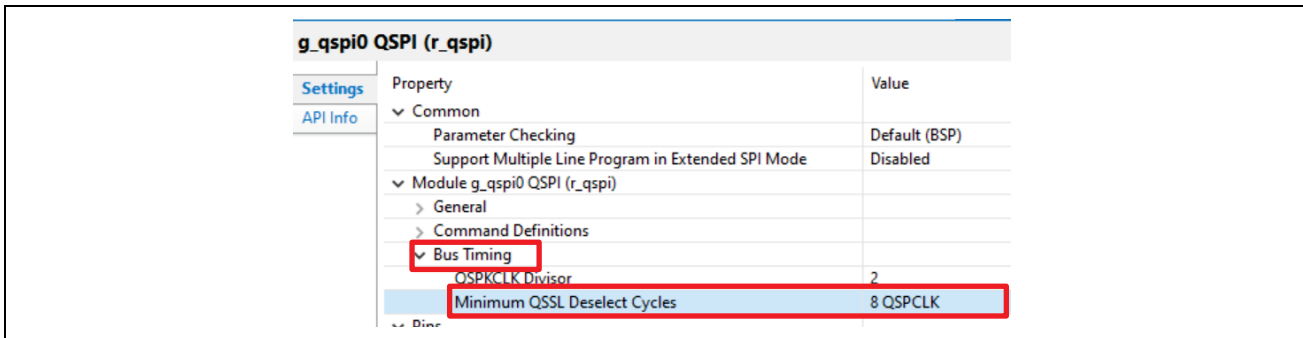 g_qspi0 QSPI (r_qspi)
Settings
API Info
Property Value
Common
Parameter Checking Default (BSP)
Support Multiple Line Program in Extended SPI Mode Disabled
Module g_qspi0 QSPI (r_qspi)
General
Command Definitions
Bus Timing
QSPKCLK Divisor 2
Minimum QSSL Deselect Cycles 8 QSPCLK
Pins